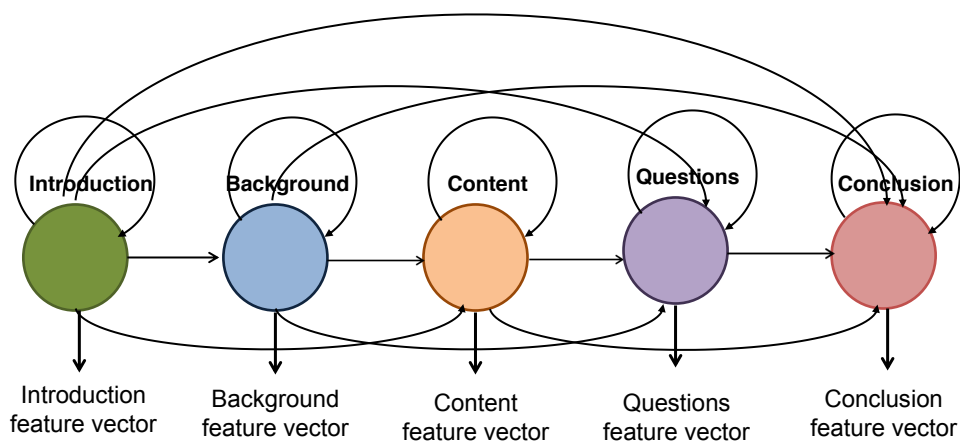 Introduction
Background
Content
Questions
Conclusion
Introduction
feature vector
Background
feature vector
Content
feature vector
Questions
feature vector
Conclusion
feature vector